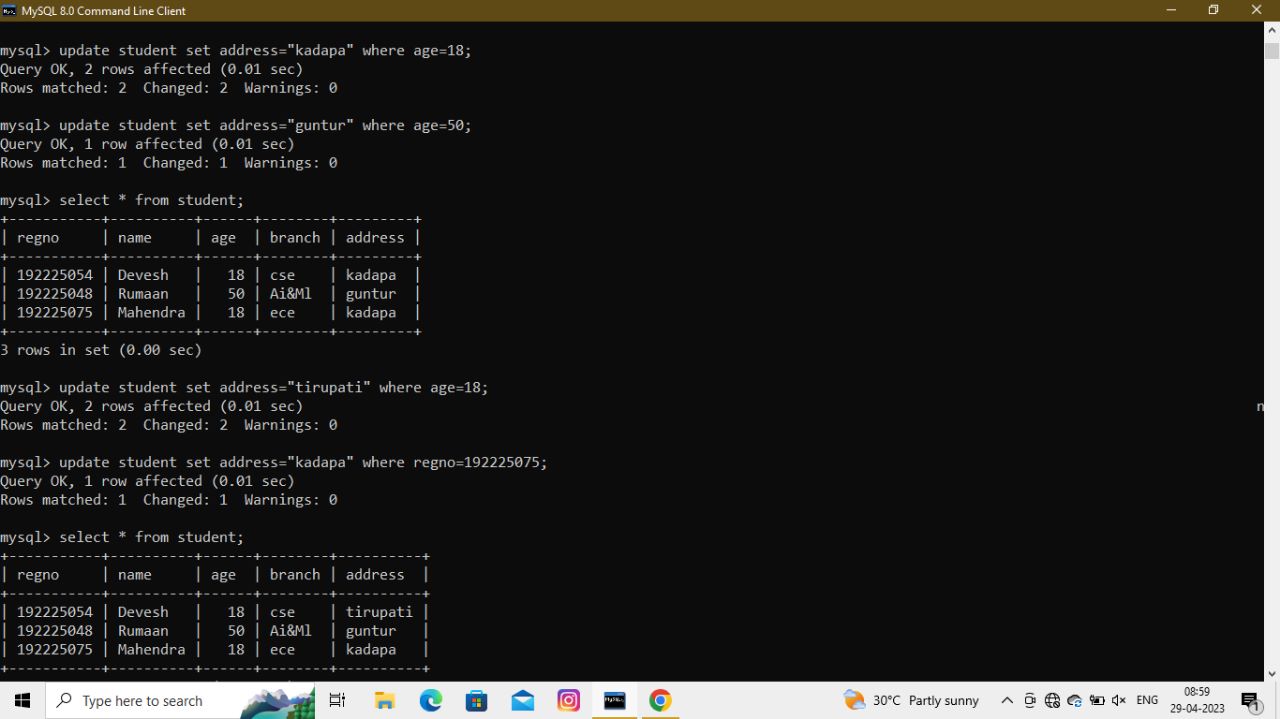 MySQL 8.0 Command Line Client
mysql> update student set address="kadapa" where age=18;
Query OK, 2 rows affected (0.01 sec)
Rows matched: 2  Changed: 2  Warnings: 0
mysql> update student set address="guntur" where age=50;
Query OK, 1 row affected (0.01 sec)
Rows matched: 1  Changed: 1  Warnings: 0
mysql> select * from student;
+-----------+----------+------+--------+---------+
| regno     | name     | age  | branch | address |
+-----------+----------+------+--------+---------+
| 192225054 | Devesh   |   18 | cse    | kadapa  |
| 192225048 | Rumaan   |   50 | Ai&Ml  | guntur  |
| 192225075 | Mahendra |   18 | ece    | kadapa  |
+-----------+----------+------+--------+---------+
3 rows in set (0.00 sec)
mysql> update student set address="tirupati" where age=18;
Query OK, 2 rows affected (0.01 sec)
n
Rows matched: 2  Changed: 2  Warnings: 0
mysql> update student set address="kadapa" where regno=192225075;
Query OK, 1 row affected (0.01 sec)
Rows matched: 1  Changed: 1  Warnings: 0
mysql> select * from student;
+-----------+----------+------+--------+----------+
| regno     | name     | age  | branch | address  |
+-----------+----------+------+--------+----------+
| 192225054 | Devesh   |   18 | cse    | tirupati |
| 192225048 | Rumaan   |   50 | Ai&Ml  | guntur   |
| 192225075 | Mahendra |   18 | ece    | kadapa   |
+-----------+----------+------+--------+----------+
Type here to search
30°C Partly sunny
ENG
08:59
29-04-2023
1